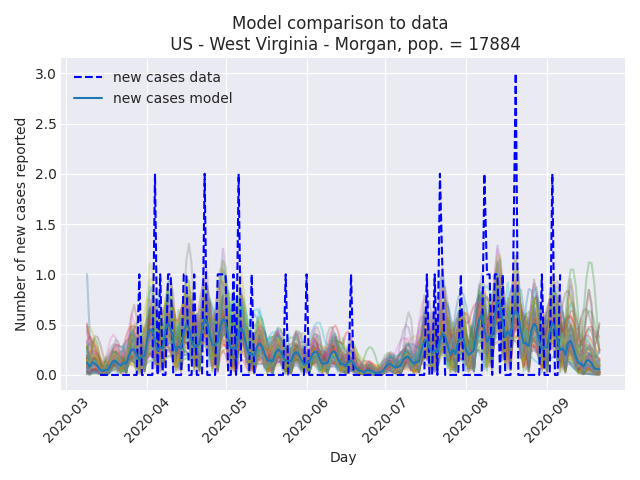 Model comparison to data
US - West Virginia - Morgan, pop. = 17884
new cases data
new cases model
Number of new cases reported
3.0
2.5
2.0
1.5
1.0
0.5
0.0
2020-03
2020-04
2020-05
2020-06
2020-07
2020-08
2020-09
Day